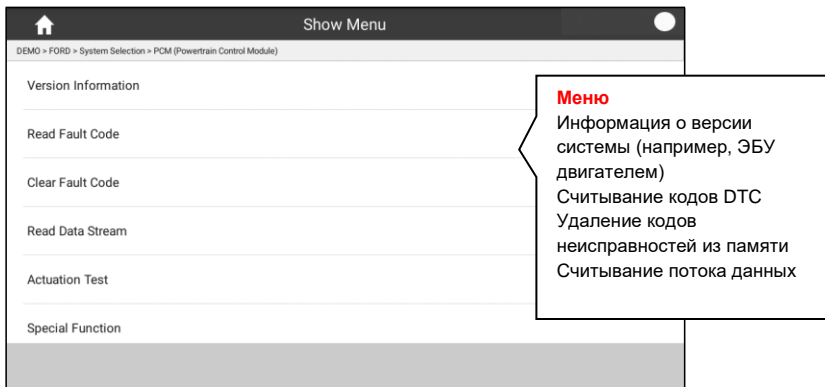 Show Menu
DEMO > FORD > System Selection > PCM (Powertrain Control Module)
Version Information
Read Fault Code
Clear Fault Code
Read Data Stream
Actuation Test
Special Function
Меню
Информация о версии
системы (например, ЭБУ
двигателем)
Считывание кодов DTC
Удаление кодов
неисправностей из памяти
Считывание потока данных